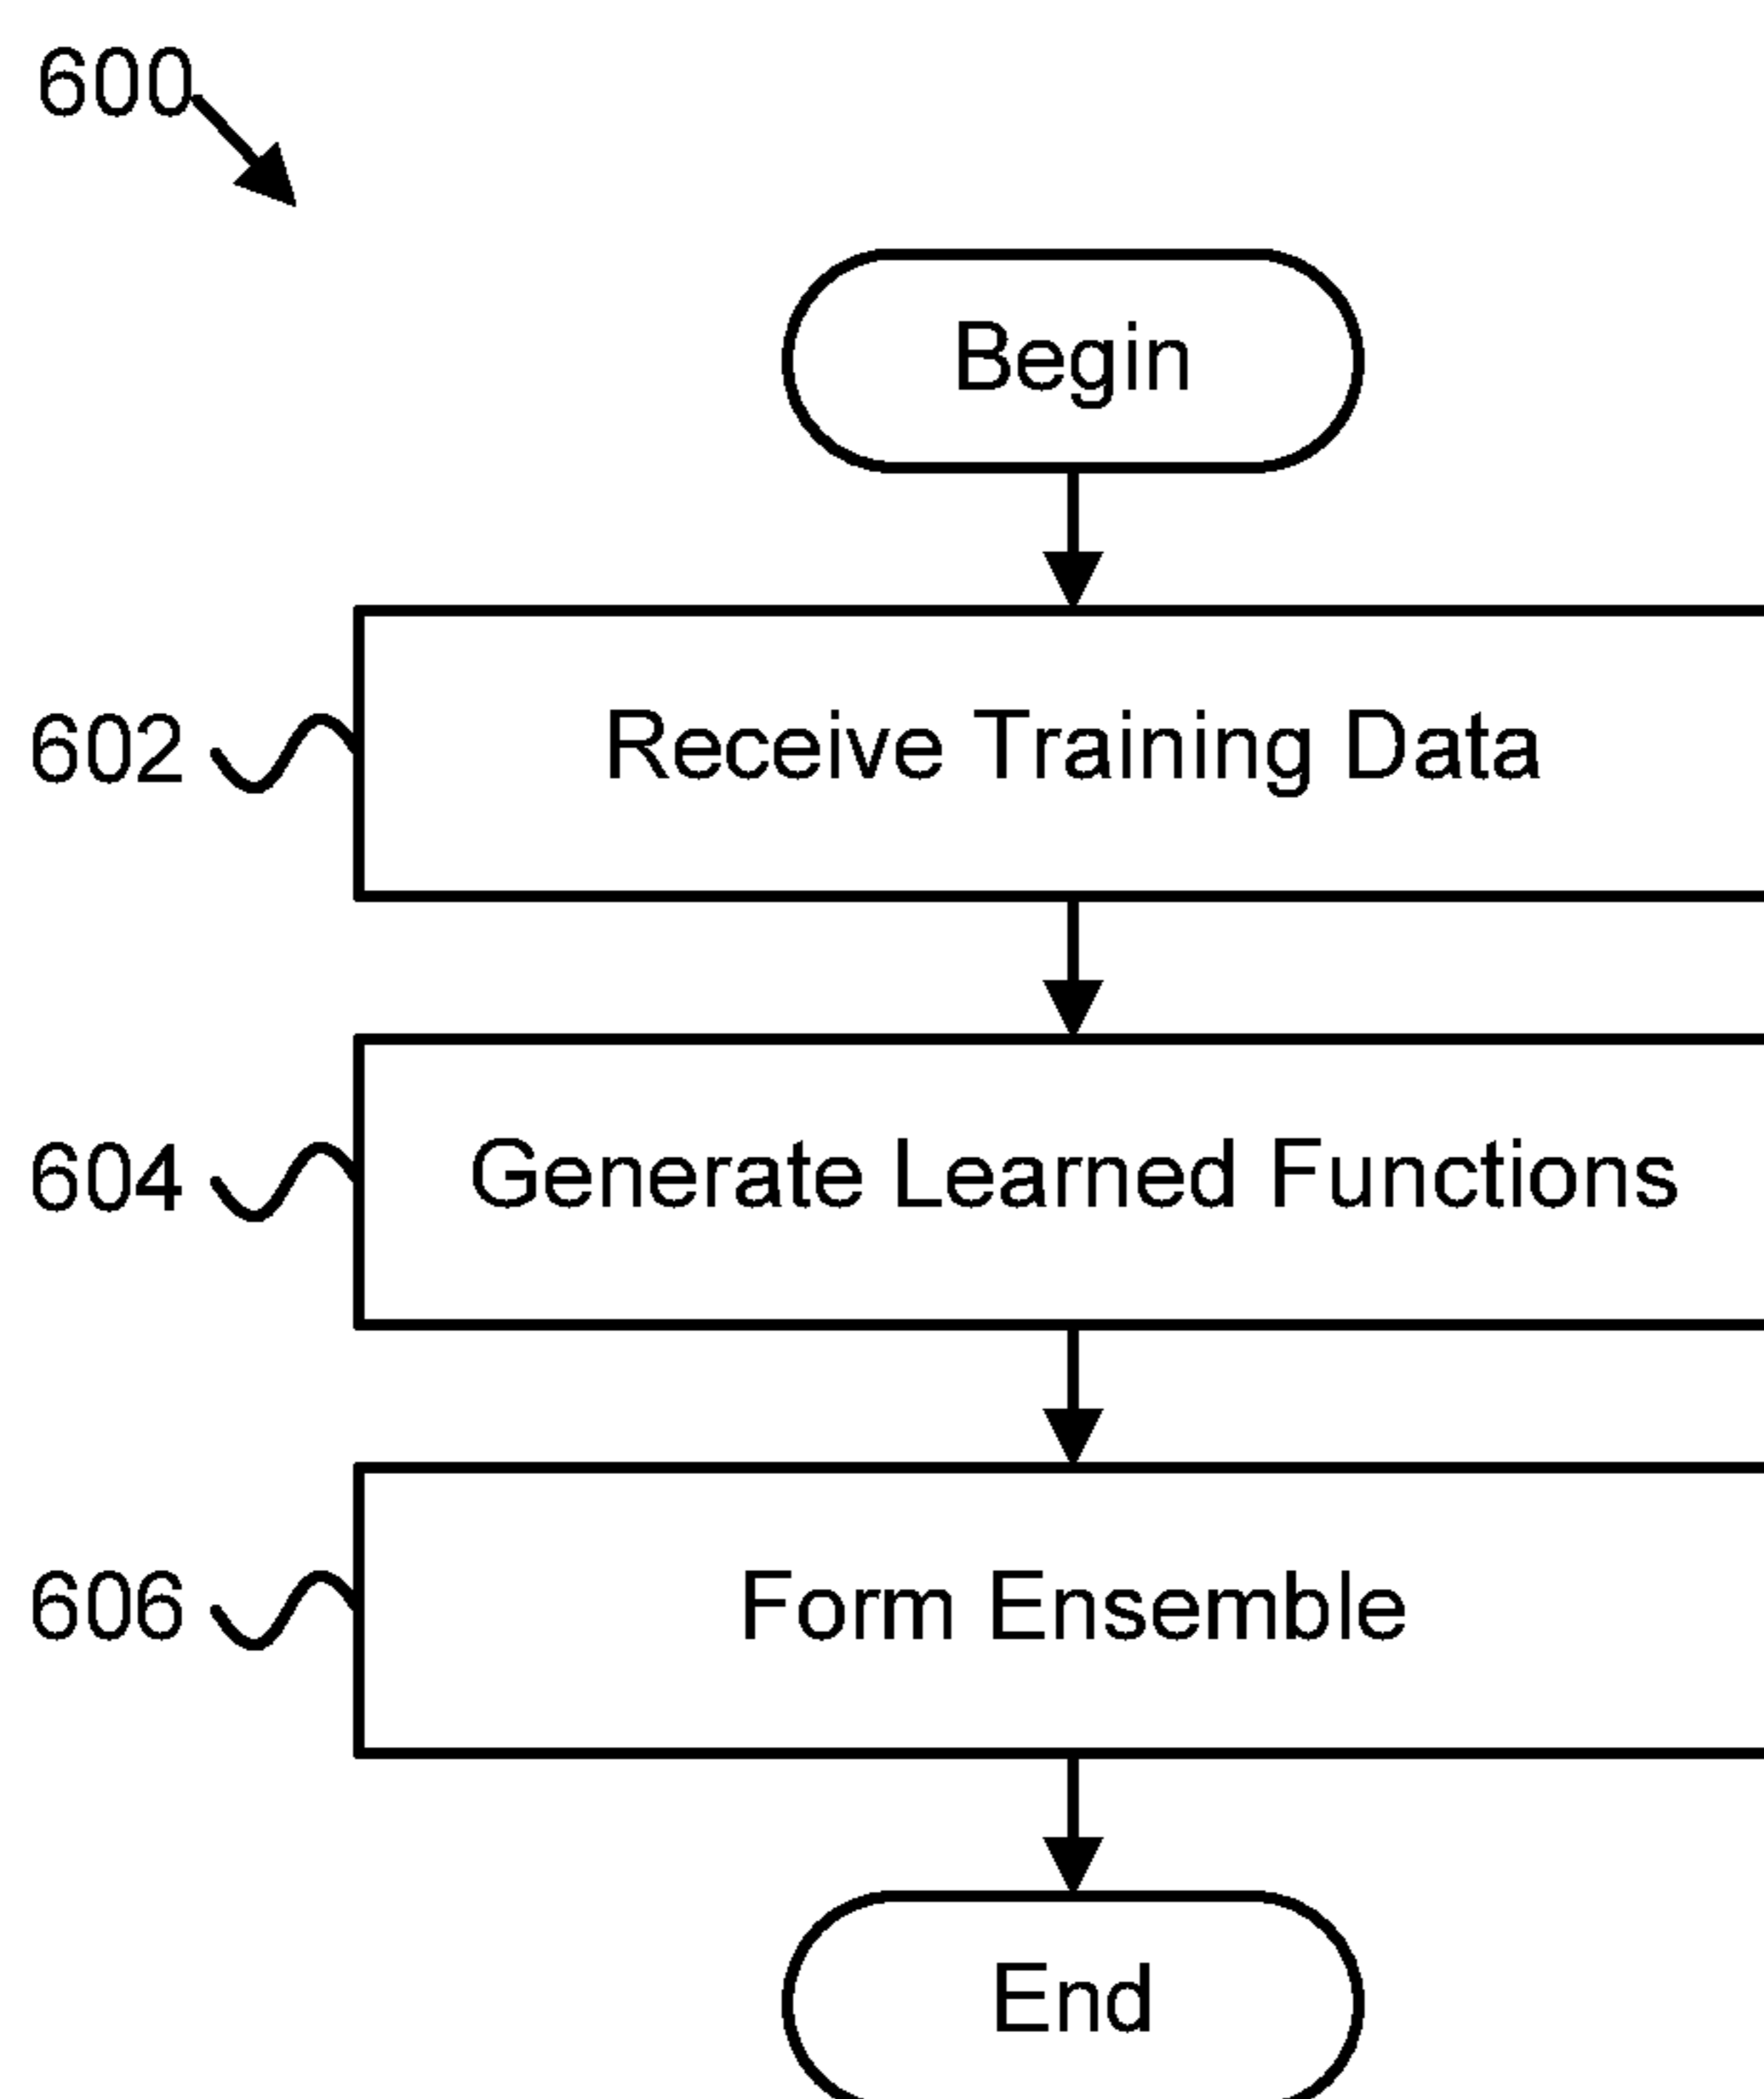 600
Begin
602 Receive Training Data
604 Generate Learned Functions
606 Form Ensemble
End